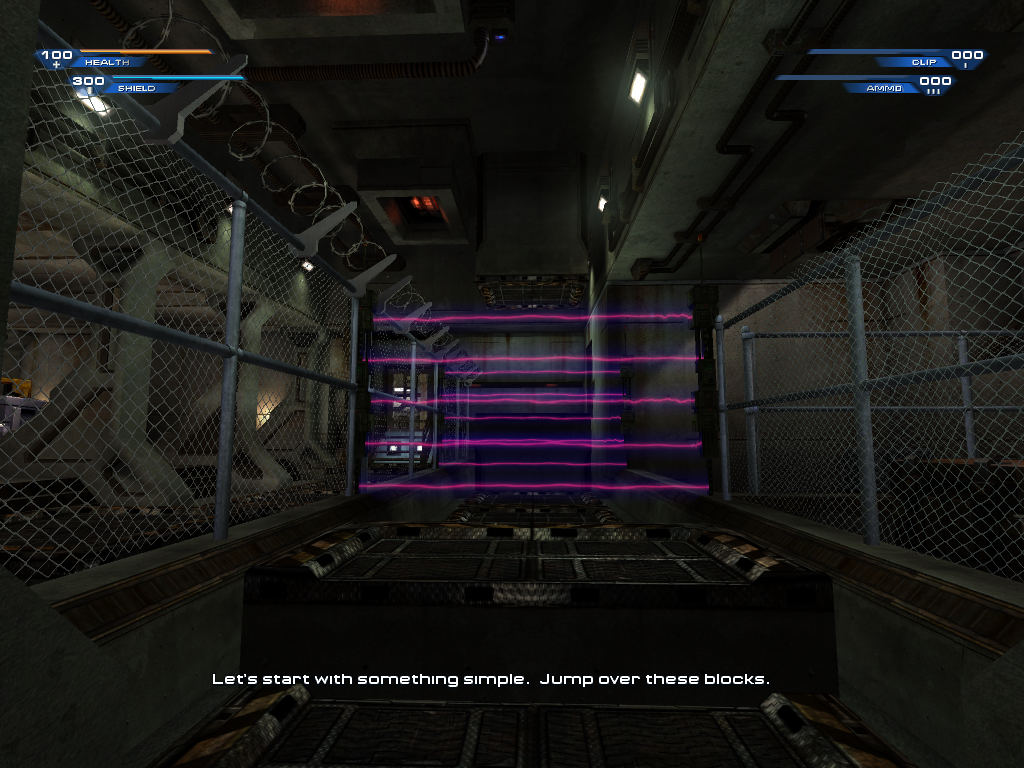 100
HEALTH
300
SHIELD
000
CLIP
000
AMMO
Let's start with something simple. Jump over these blocks.